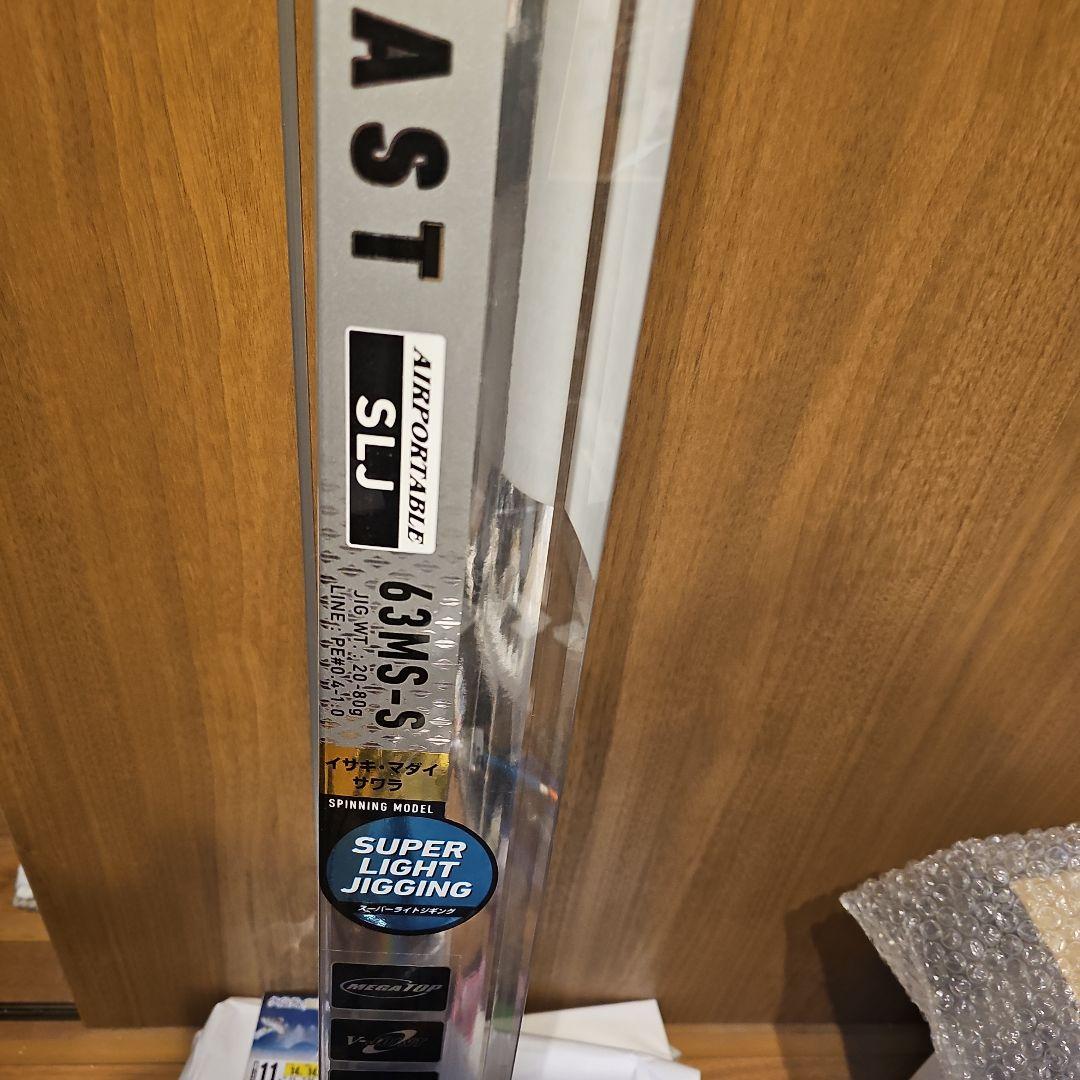 AST
AIRPORTABLE
SLJ
63MS-S
JIG WT.: 20-80g
LINE: PE#0.4-1.0
イサキ・マダイ
サワラ
SPINNING MODEL
SUPER
LIGHT
JIGGING
スーパーライトジギング
MEGATOP
11